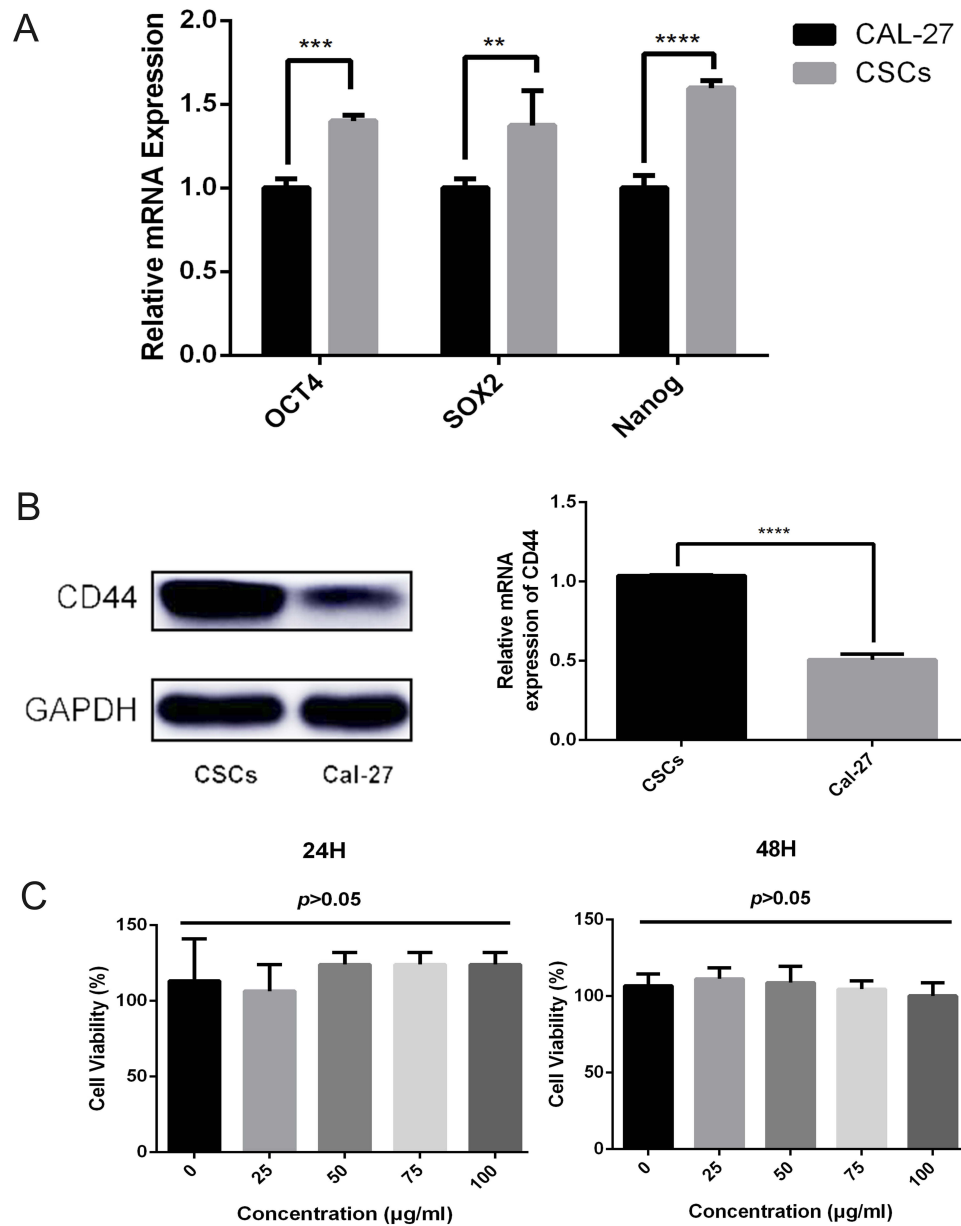 A
Relative mRNA Expression
2.0
1.5
1.0
0.5
0.0
***
**
****
OCT4
SOX2
Nanog
CAL-27
CSCs
B
CD44
GAPDH
CSCs
Cal-27
Relative mRNA
expression of CD44
1.5
1.0
0.5
0.0
****
CSCs
Cal-27
C
24H
p>0.05
Cell Viability (%)
150
100
50
0
0
25
50
75
100
Concentration (µg/ml)
48H
p>0.05
Cell Viability (%)
150
100
50
0
0
25
50
75
100
Concentration (µg/ml)